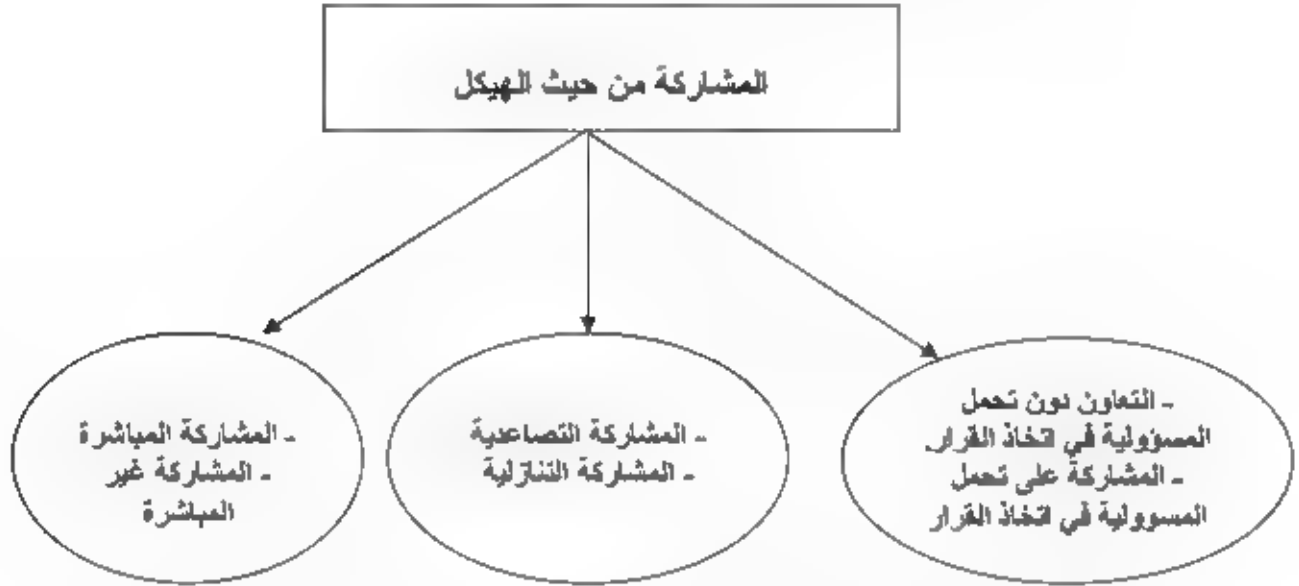 المشاركة من حيث الهيكل
- التعاون دون تحمل
المسؤولية في اتخاذ القرار.
- المشاركة على تحمل
المسوولية في اتخاذ القرار
- المشاركة التصاعدية
- المشاركة التنازلية
- المشاركة المباشرة
- المشاركة غير
المباشرة